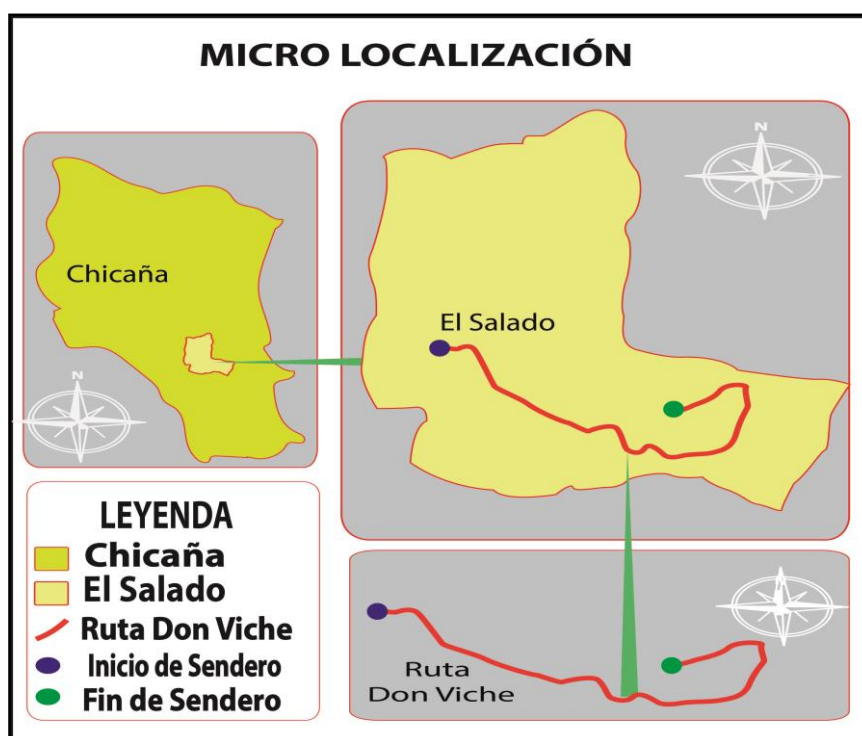 MICRO LOCALIZACIÓN
N
Chicaña
N
El Salado
N
LEYENDA
Chicaña
El Salado
Ruta Don Viche
Inicio de Sendero
Fin de Sendero
Ruta
Don Viche